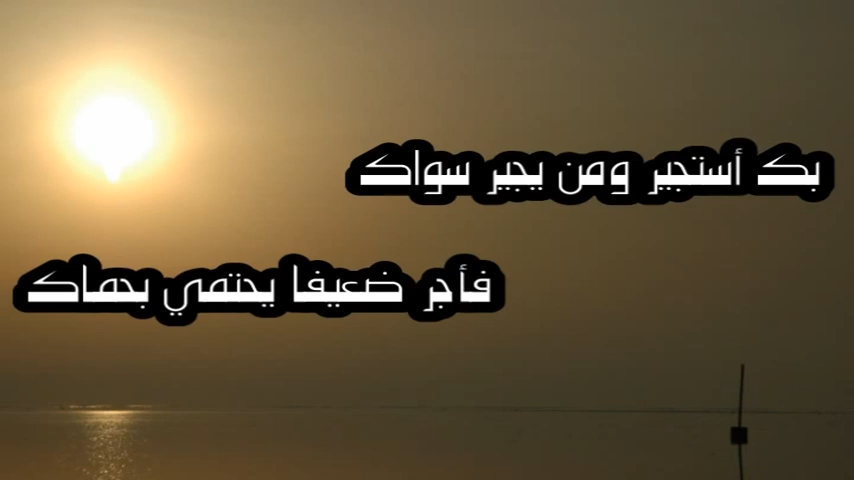 بك أستجير ومن يجير سواك
فأجر ضعيفا يحتمي بحماك